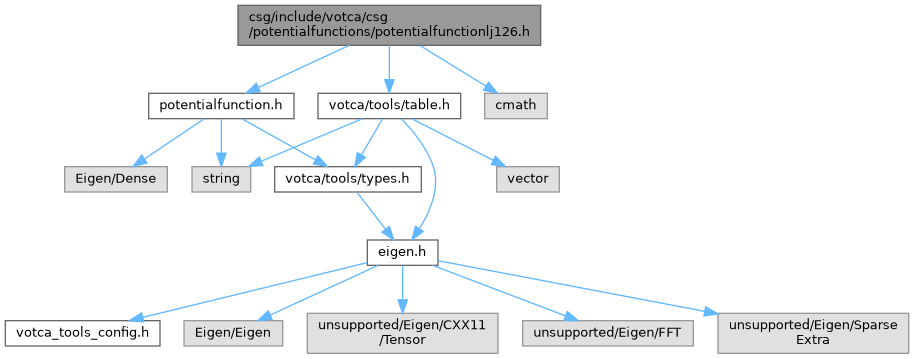 csg/include/votca/csg
/potentialfunctions/potentialfunctionlj126.h
potentialfunction.h
votca/tools/table.h
cmath
Eigen/Dense
string
votca/tools/types.h
vector
eigen.h
votca_tools_config.h
Eigen/Eigen
unsupported/Eigen/CXX11
/Tensor
unsupported/Eigen/FFT
unsupported/Eigen/Sparse
Extra